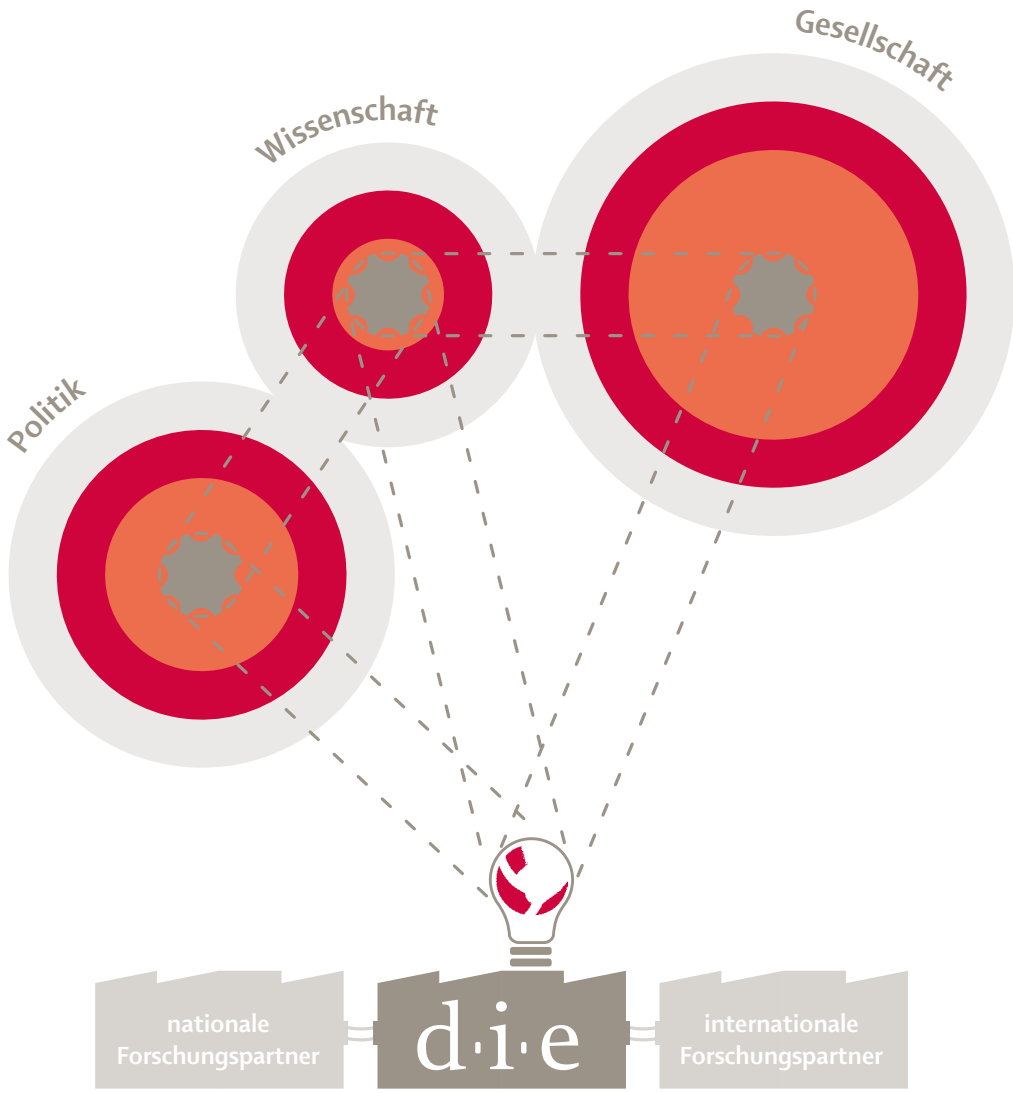 Gesellschaft
Wissenschaft
Politik
nationale
Forschungspartner
d·i·e
internationale
Forschungspartner